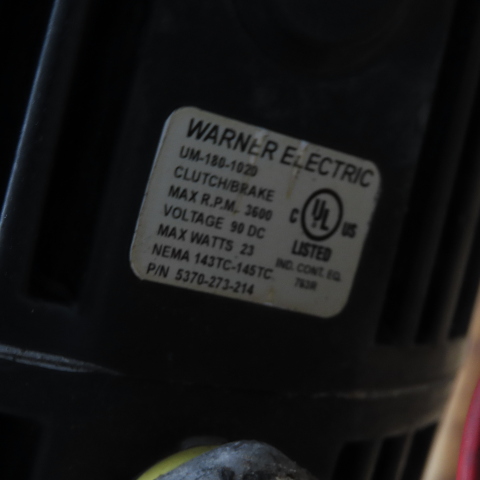 WARNER ELECTRIC
UM-180-1020
CLUTCH/BRAKE
MAX R.P.M. 3600
VOLTAGE 90 DC
MAX WATTS 23
NEMA 143TC-145TC
P/N 5370-273-214
C UL US
LISTED
IND. CONT. EQ.
783R